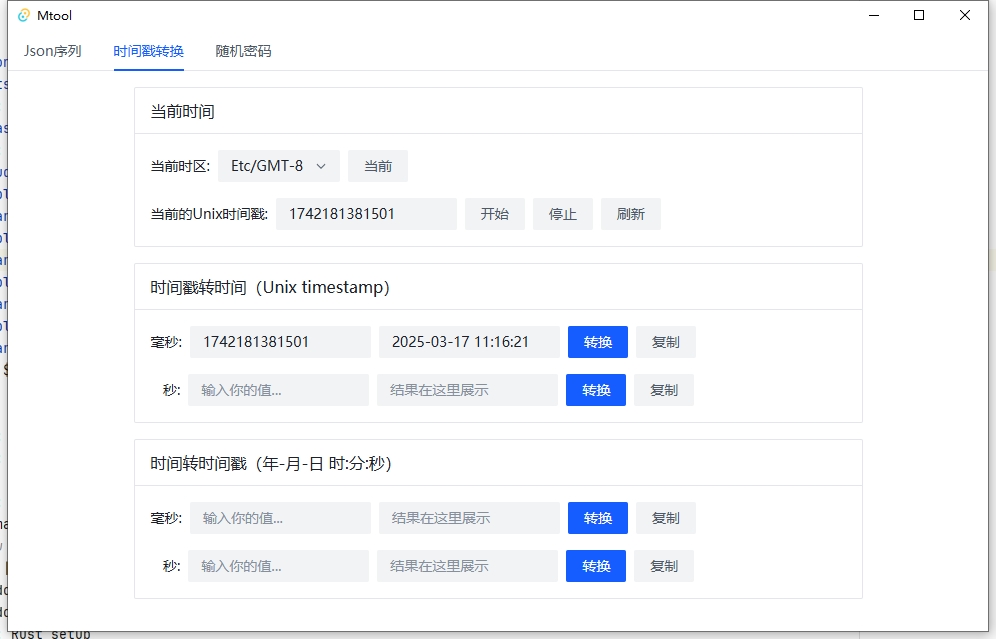 Mtool
Json序列 时间戳转换 随机密码
当前时间
当前时区: Etc/GMT-8 当前
当前的Unix时间戳: 1742181381501 开始 停止 刷新
时间戳转时间（Unix timestamp）
毫秒: 1742181381501 2025-03-17 11:16:21 转换 复制
秒: 输入你的值... 结果在这里展示 转换 复制
时间转时间戳（年-月-日 时:分:秒）
毫秒: 输入你的值... 结果在这里展示 转换 复制
秒: 输入你的值... 结果在这里展示 转换 复制
Rust setup